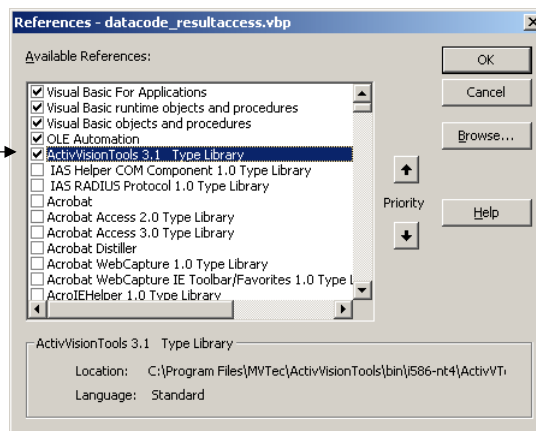 References - datacode_resultaccess.vbp
Available References:
Visual Basic For Applications
Visual Basic runtime objects and procedures
Visual Basic objects and procedures
OLE Automation
ActivVisionTools 3.1 Type Library
IAS Helper COM Component 1.0 Type Library
IAS RADIUS Protocol 1.0 Type Library
Acrobat
Acrobat Access 2.0 Type Library
Acrobat Access 3.0 Type Library
Acrobat Distiller
Acrobat WebCapture 1.0 Type Library
Acrobat WebCapture IE Toolbar/Favorites 1.0 Type L
AcroIEHelper 1.0 Type Library
OK
Cancel
Browse...
Priority
Help
ActivVisionTools 3.1 Type Library
Location: C:\Program Files\MVTec\ActivVisionTools\bin\i586-nt4\ActivVT
Language: Standard